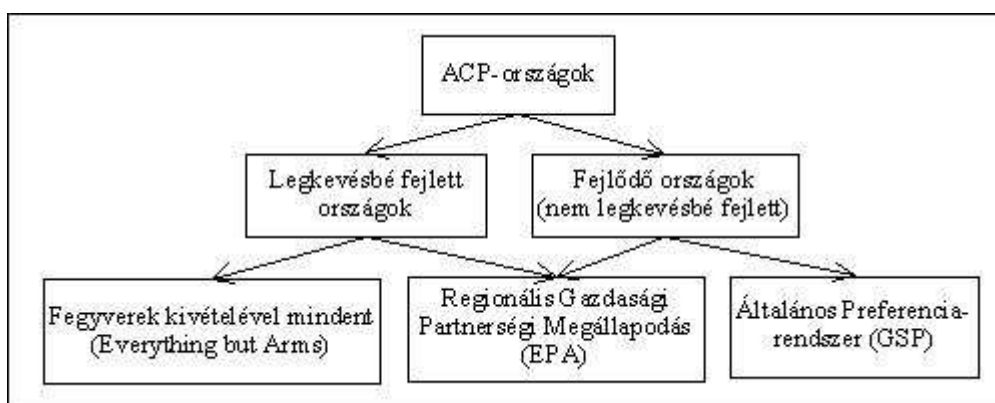 ACP-országok
Legkevésbé fejlett
országok
Fejlődő országok
(nem legkevésbé fejlett)
Fegyverek kivételével mindent
(Everything but Arms)
Regionális Gazdasági
Partnerségi Megállapodás
(EPA)
Általános Preferencia-
rendszer (GSP)